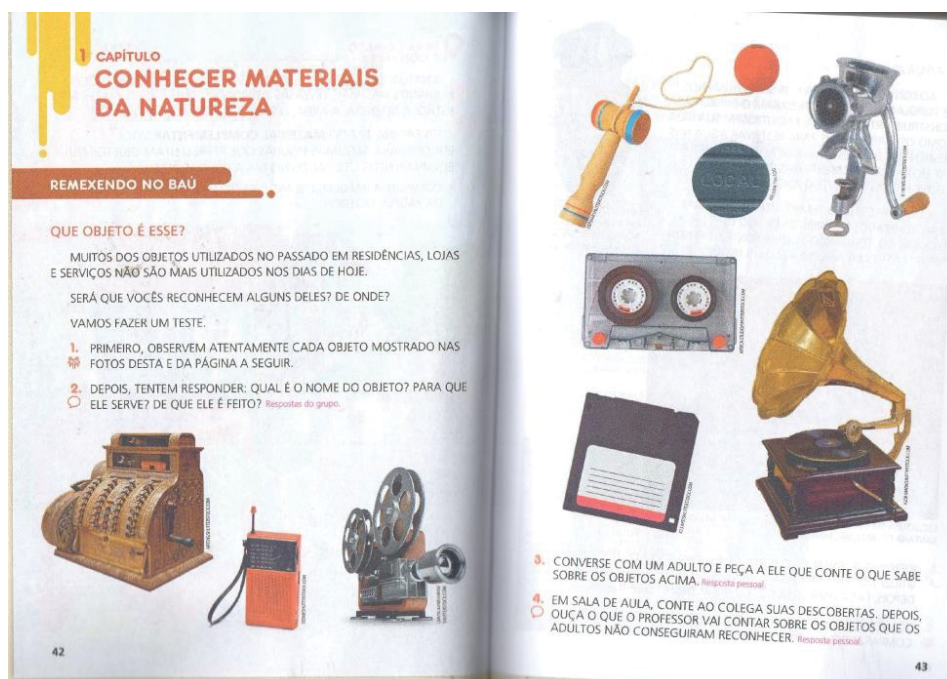 1 CAPÍTULO
CONHECER MATERIAIS
DA NATUREZA
REMEXENDO NO BAÚ
QUE OBJETO É ESSE?
MUITOS DOS OBJETOS UTILIZADOS NO PASSADO EM RESIDÊNCIAS, LOJAS
E SERVIÇOS NÃO SÃO MAIS UTILIZADOS NOS DIAS DE HOJE.
SERÁ QUE VOCÊS RECONHECEM ALGUNS DELES? DE ONDE?
VAMOS FAZER UM TESTE.
1. PRIMEIRO, OBSERVEM ATENTAMENTE CADA OBJETO MOSTRADO NAS
FOTOS DESTA E DA PÁGINA A SEGUIR.
2. DEPOIS, TENTEM RESPONDER: QUAL É O NOME DO OBJETO? PARA QUE
ELE SERVE? DE QUE ELE É FEITO? Respostas do grupo.
42
3. CONVERSE COM UM ADULTO E PEÇA A ELE QUE CONTE O QUE SABE
SOBRE OS OBJETOS ACIMA. Resposta pessoal.
4. EM SALA DE AULA, CONTE AO COLEGA SUAS DESCOBERTAS. DEPOIS,
OUÇA O QUE O PROFESSOR VAI CONTAR SOBRE OS OBJETOS QUE OS
ADULTOS NÃO CONSEGUIRAM RECONHECER. Resposta pessoal.
43